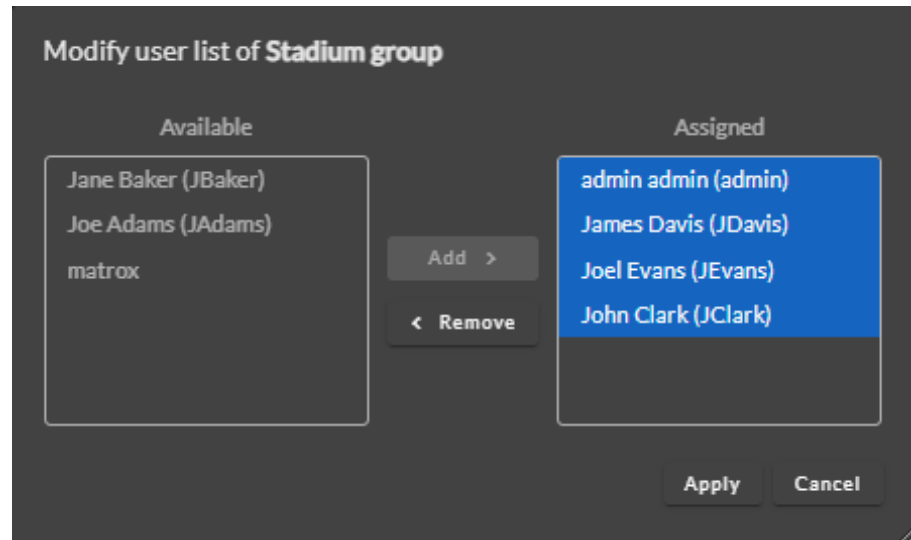 Modify user list of Stadium group
Available
Jane Baker (JBaker)
Joe Adams (JAdams)
matrox
Add >
< Remove
Assigned
admin admin (admin)
James Davis (JDavis)
Joel Evans (JEvans)
John Clark (JClark)
Apply
Cancel